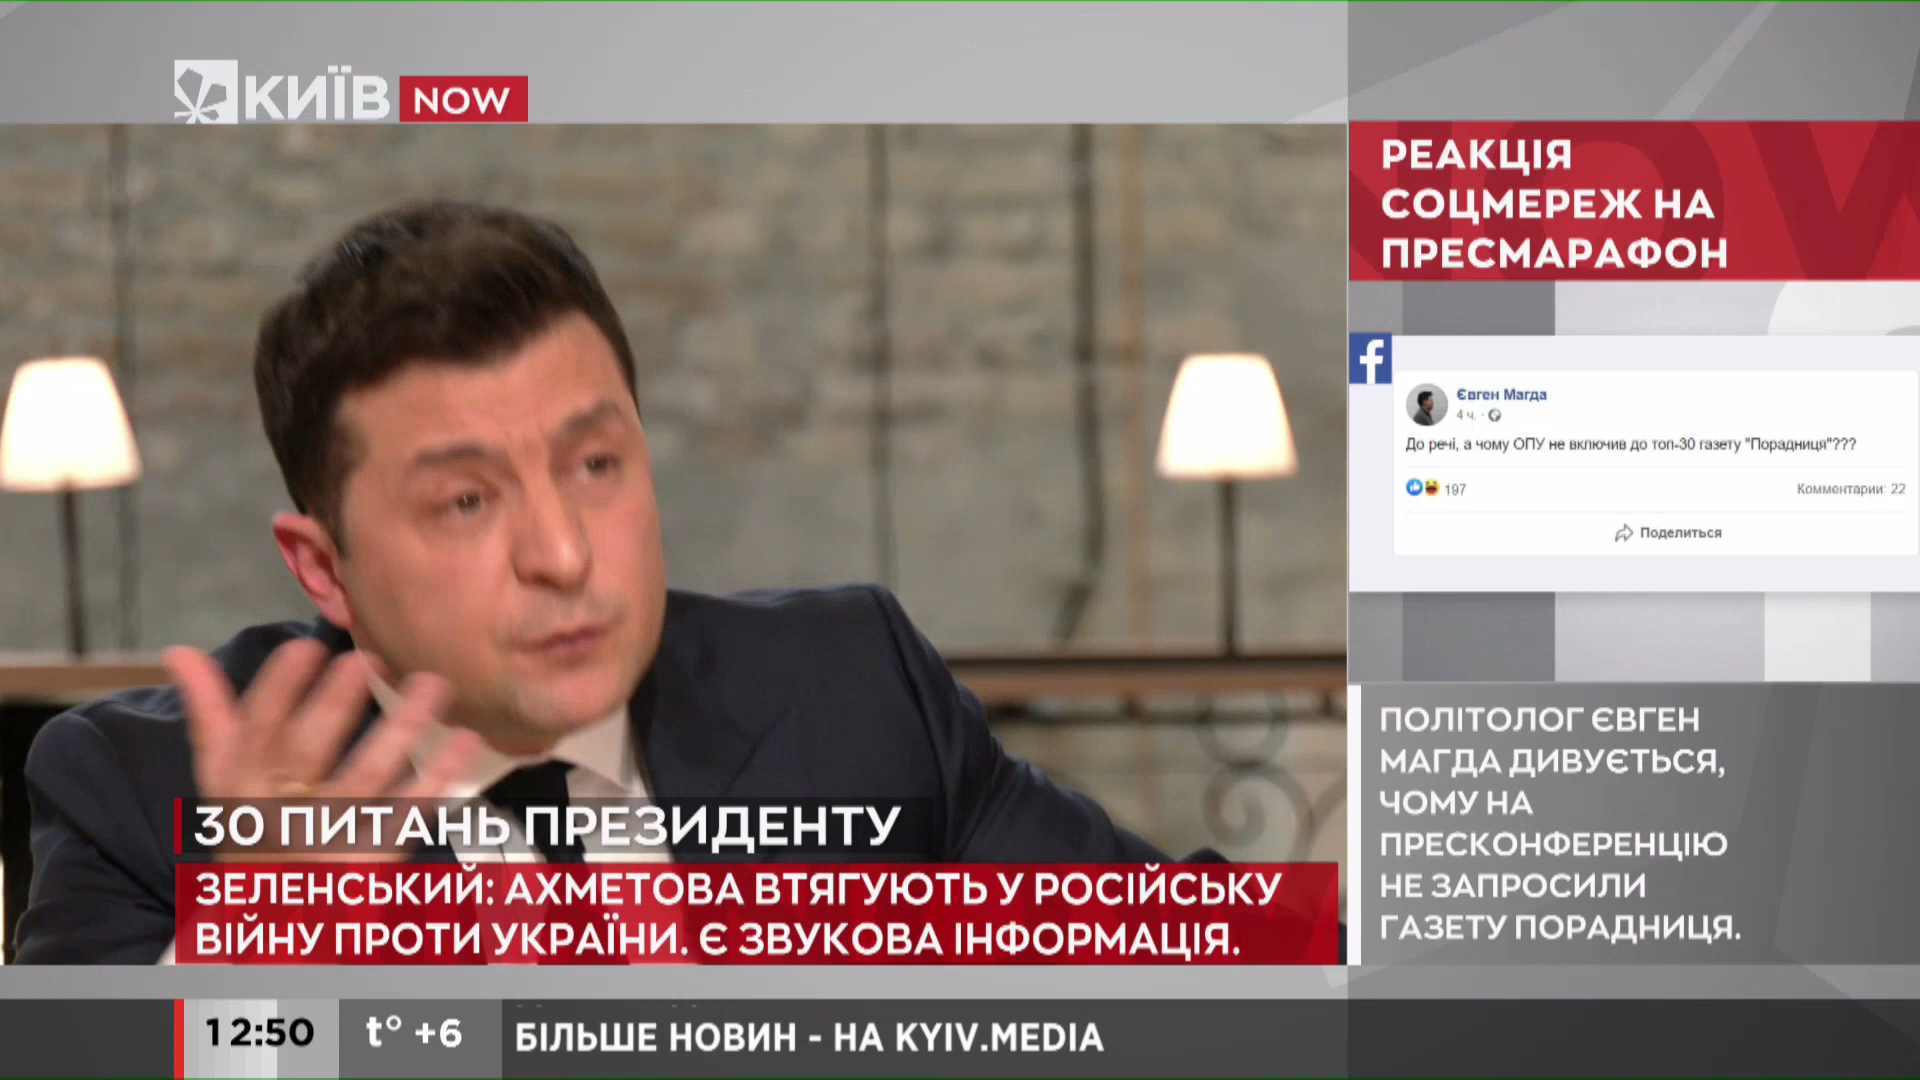 КИЇВ NOW
РЕАКЦІЯ
СОЦМЕРЕЖ НА
ПРЕСМАРАФОН
f
Євген Магда
4 ч. ·
До речі, а чому ОПУ не включив до топ-30 газету "Порадниця"???
197
Комментарии: 22
Поделиться
ПОЛІТОЛОГ ЄВГЕН
МАГДА ДИВУЄТЬСЯ,
ЧОМУ НА
ПРЕСКОНФЕРЕНЦІЮ
НЕ ЗАПРОСИЛИ
ГАЗЕТУ ПОРАДНИЦЯ.
30 ПИТАНЬ ПРЕЗИДЕНТУ
ЗЕЛЕНСЬКИЙ: АХМЕТОВА ВТЯГУЮТЬ У РОСІЙСЬКУ
ВІЙНУ ПРОТИ УКРАЇНИ. Є ЗВУКОВА ІНФОРМАЦІЯ.
12:50
t° +6
БІЛЬШЕ НОВИН - НА KYIV.MEDIA